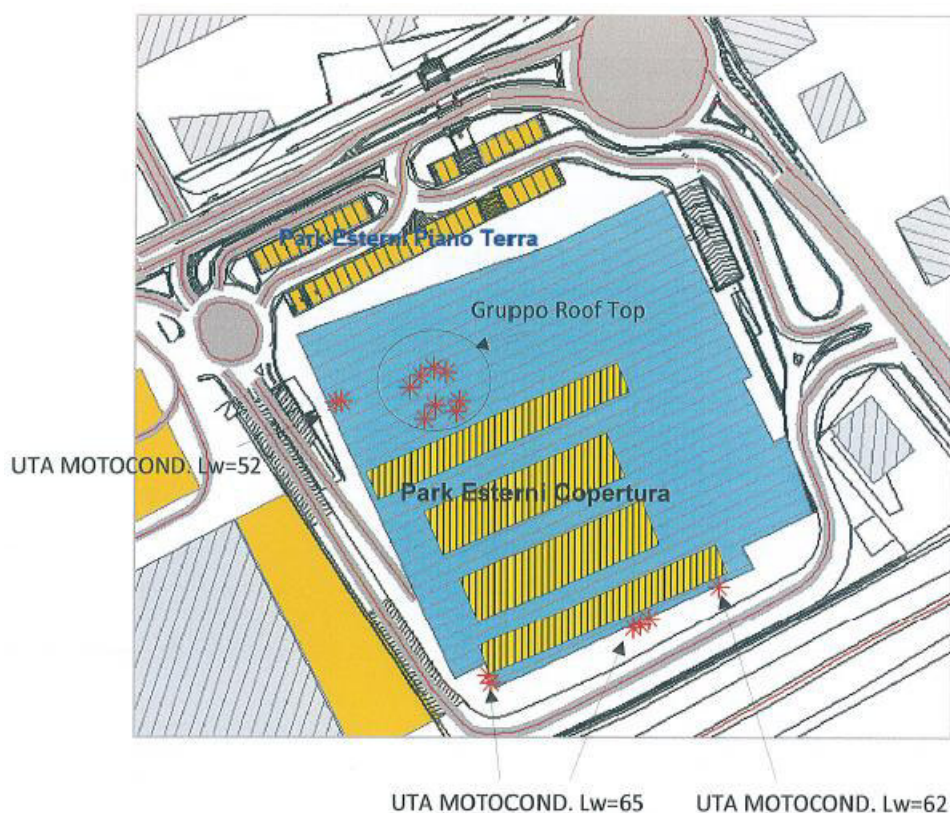 Park Esterni Piano Terra
Gruppo Roof Top
UTA MOTOCOND. Lw=52
Park Esterni Copertura
UTA MOTOCOND. Lw=65
UTA MOTOCOND. Lw=62